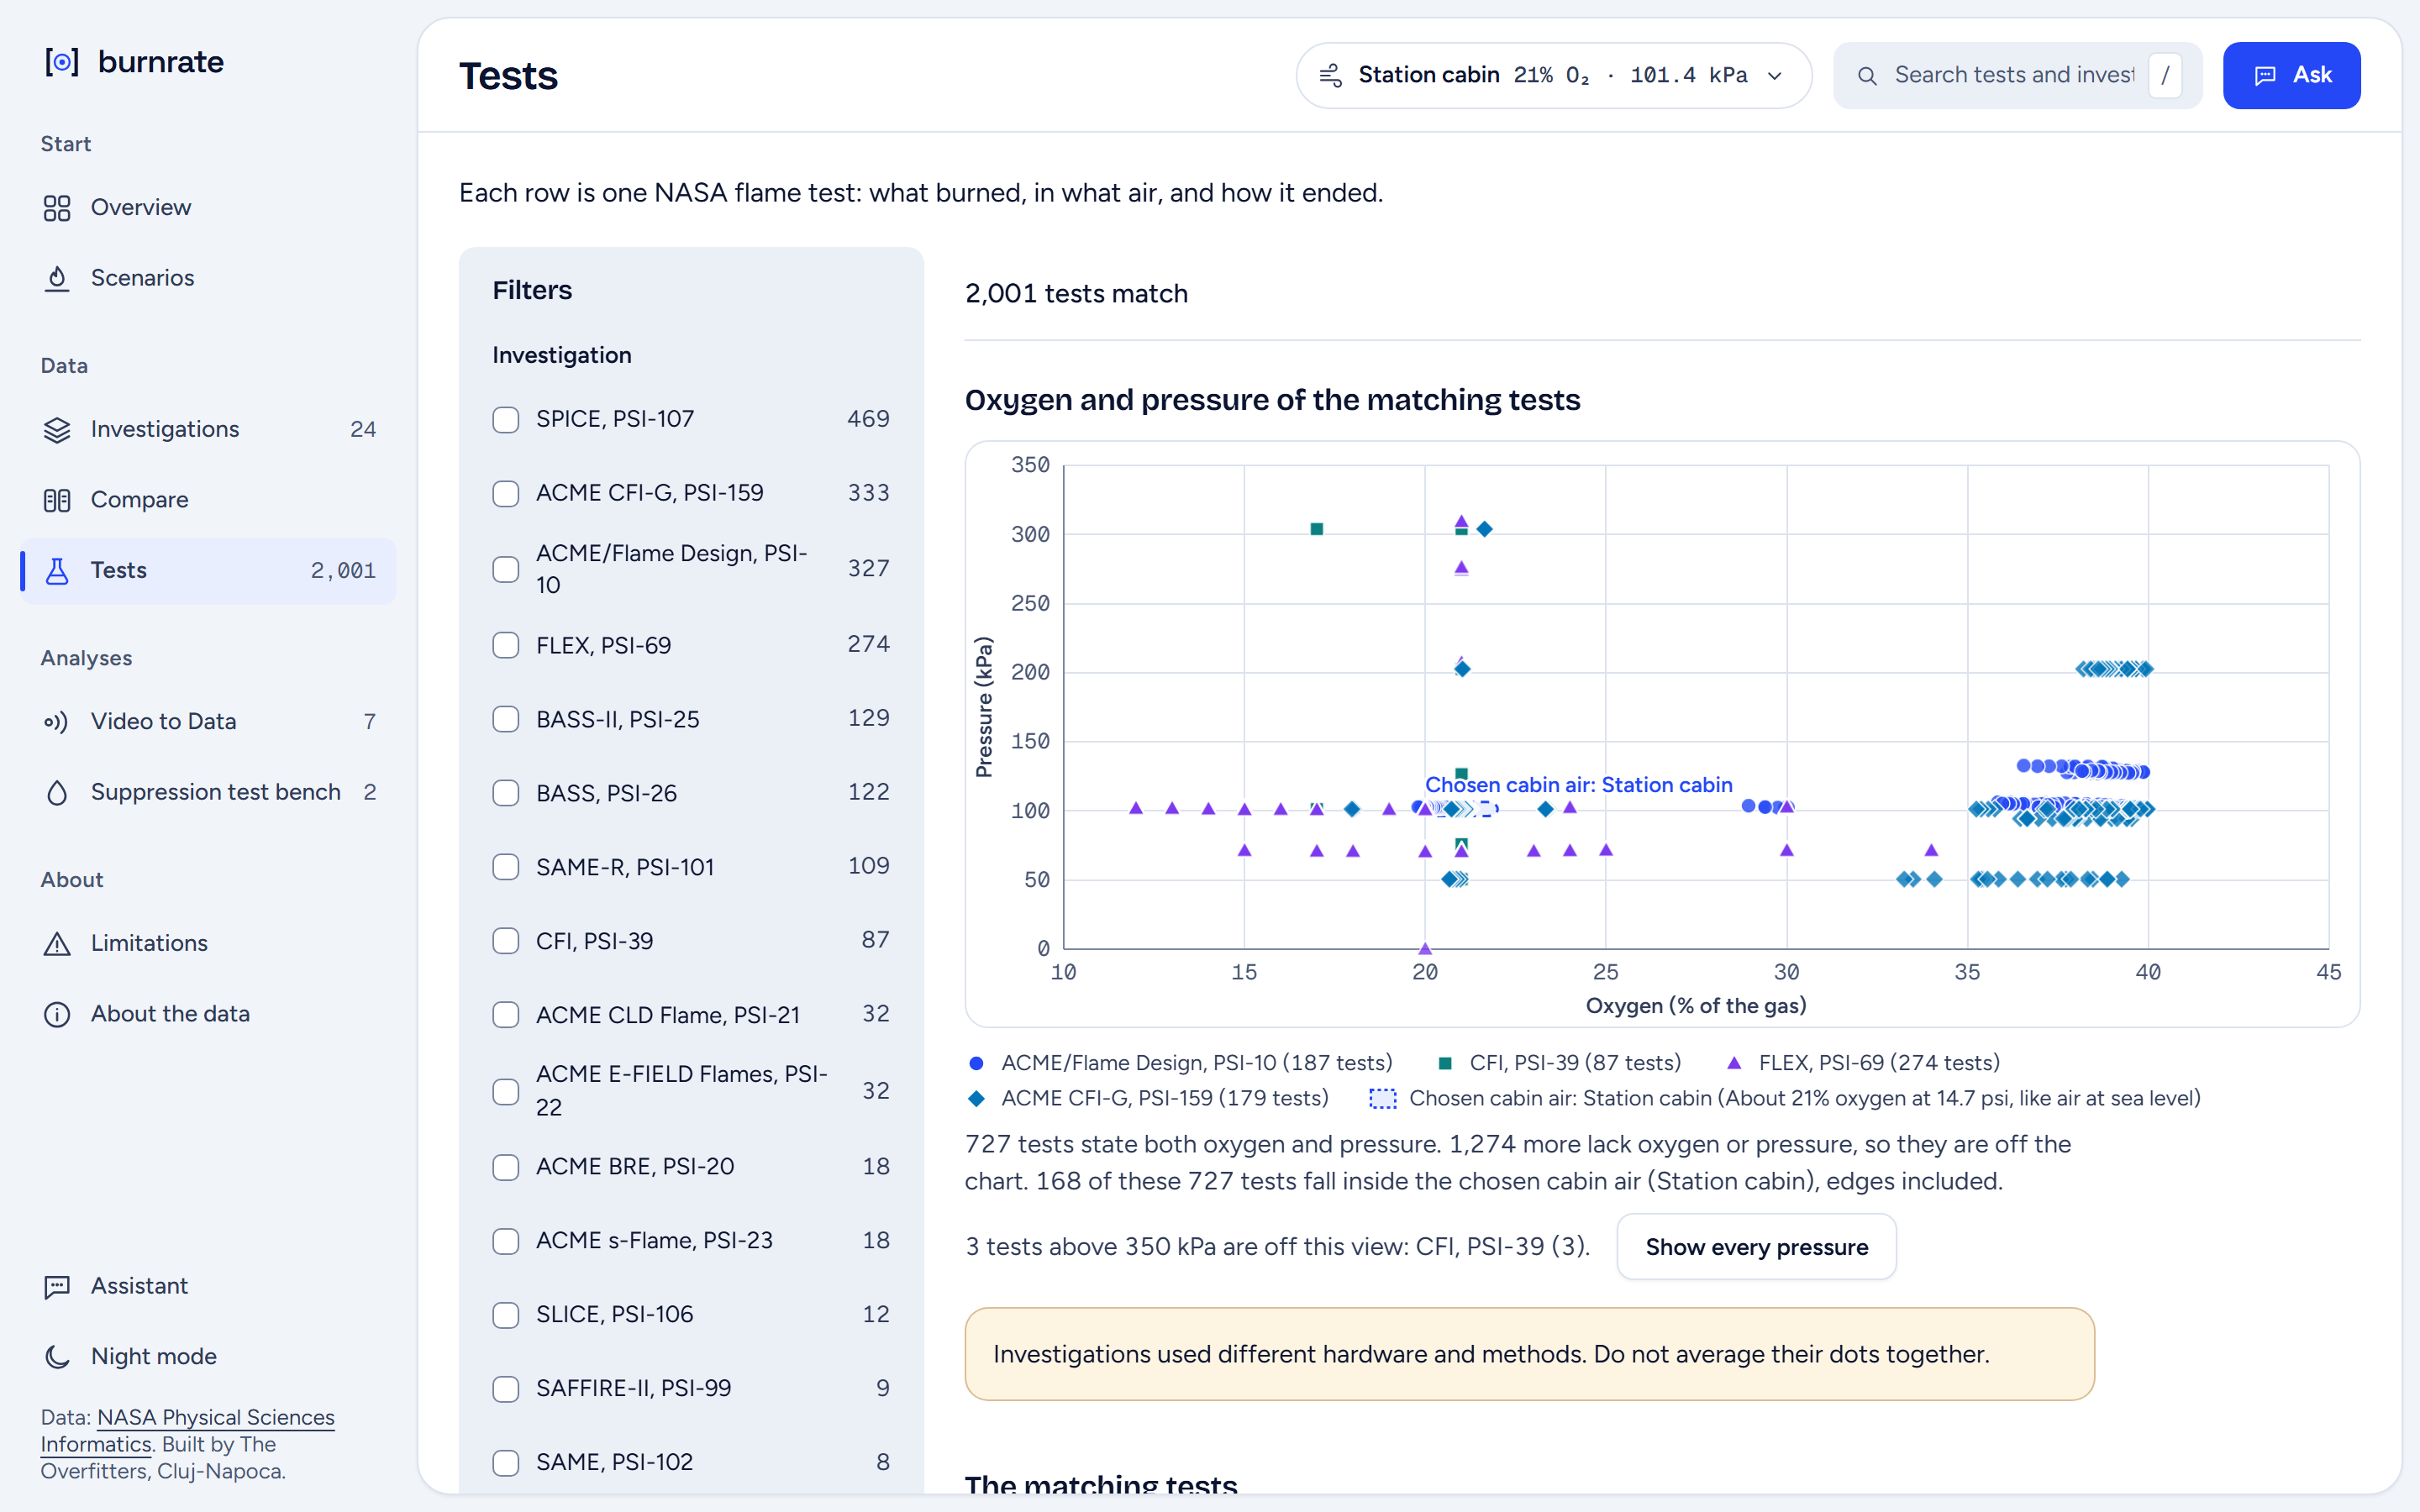 burnrate
Start
Overview
Scenarios
Data
Investigations 24
Compare
Tests 2,001
Analyses
Video to Data 7
Suppression test bench 2
About
Limitations
About the data
Assistant
Night mode
Data: NASA Physical Sciences
Informatics. Built by The
Overfitters, Cluj-Napoca.
Tests
Station cabin 21% O₂ · 101.4 kPa
Search tests and invest
/
Ask
Each row is one NASA flame test: what burned, in what air, and how it ended.
Filters
Investigation
SPICE, PSI-107 469
ACME CFI-G, PSI-159 333
ACME/Flame Design, PSI-
10 327
FLEX, PSI-69 274
BASS-II, PSI-25 129
BASS, PSI-26 122
SAME-R, PSI-101 109
CFI, PSI-39 87
ACME CLD Flame, PSI-21 32
ACME E-FIELD Flames, PSI-
22 32
ACME BRE, PSI-20 18
ACME s-Flame, PSI-23 18
SLICE, PSI-106 12
SAFFIRE-II, PSI-99 9
SAME, PSI-102 8
2,001 tests match
Oxygen and pressure of the matching tests
350
300
250
200
150
100
50
0
Pressure (kPa)
Chosen cabin air: Station cabin
10 15 20 25 30 35 40 45
Oxygen (% of the gas)
ACME/Flame Design, PSI-10 (187 tests) CFI, PSI-39 (87 tests) FLEX, PSI-69 (274 tests)
ACME CFI-G, PSI-159 (179 tests) Chosen cabin air: Station cabin (About 21% oxygen at 14.7 psi, like air at sea level)
727 tests state both oxygen and pressure. 1,274 more lack oxygen or pressure, so they are off the
chart. 168 of these 727 tests fall inside the chosen cabin air (Station cabin), edges included.
3 tests above 350 kPa are off this view: CFI, PSI-39 (3). Show every pressure
Investigations used different hardware and methods. Do not average their dots together.
The matching tests